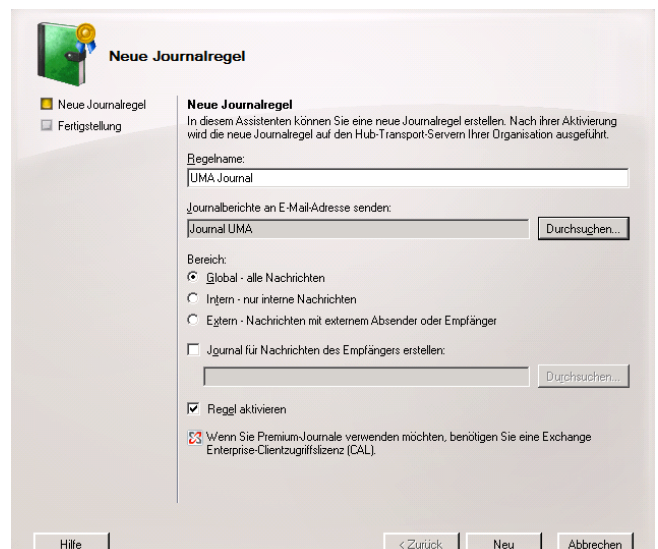 Neue Journalregel
Neue Journalregel
Fertigstellung
Neue Journalregel
In diesem Assistenten können Sie eine neue Journalregel erstellen. Nach ihrer Aktivierung
wird die neue Journalregel auf den Hub-Transport-Servern Ihrer Organisation ausgeführt.
Regelname:
UMA Journal
Journalberichte an E-Mail-Adresse senden:
Journal UMA
Durchsuchen...
Bereich:
Global - alle Nachrichten
Intern - nur interne Nachrichten
Extern - Nachrichten mit externem Absender oder Empfänger
Journal für Nachrichten des Empfängers erstellen:
Durchsuchen...
Regel aktivieren
Wenn Sie Premium-Journale verwenden möchten, benötigen Sie eine Exchange
Enterprise-Clientzugriffslizenz (CAL).
Hilfe
< Zurück
Neu
Abbrechen